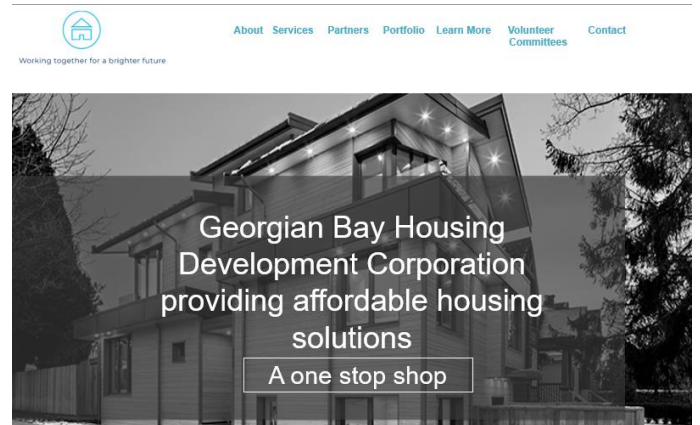 About Services Partners Portfolio Learn More Volunteer Committees Contact
Working together for a brighter future
Georgian Bay Housing
Development Corporation
providing affordable housing
solutions
A one stop shop